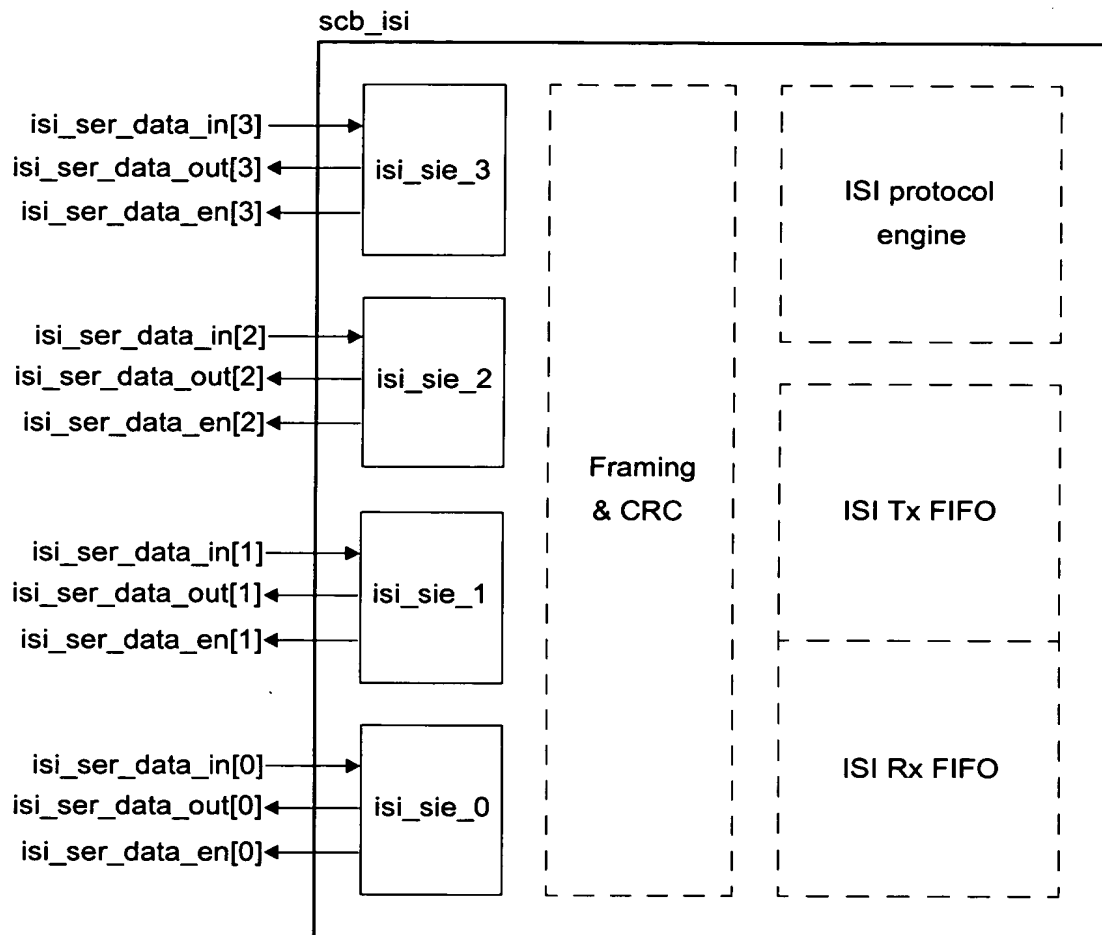 scb_isi
isi_ser_data_in[3]
isi_ser_data_out[3]
isi_ser_data_en[3]
isi_sie_3
isi_ser_data_in[2]
isi_ser_data_out[2]
isi_ser_data_en[2]
isi_sie_2
isi_ser_data_in[1]
isi_ser_data_out[1]
isi_ser_data_en[1]
isi_sie_1
isi_ser_data_in[0]
isi_ser_data_out[0]
isi_ser_data_en[0]
isi_sie_0
Framing
& CRC
ISI protocol
engine
ISI Tx FIFO
ISI Rx FIFO